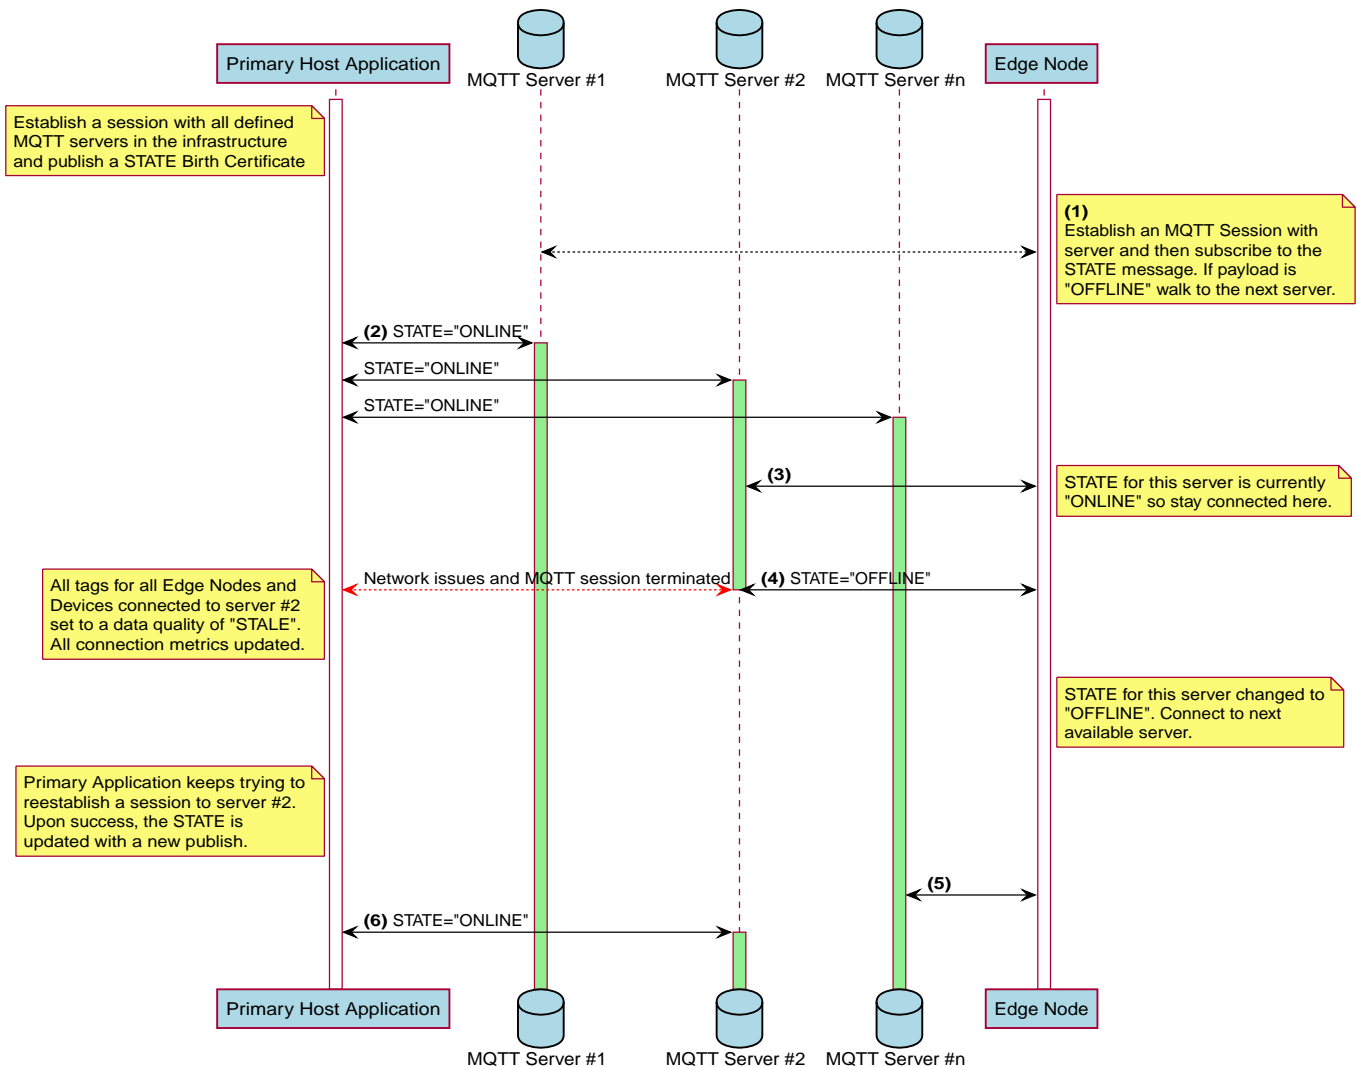 Primary Host Application
MQTT Server #1
MQTT Server #2
MQTT Server #n
Edge Node
Establish a session with all defined
MQTT servers in the infrastructure
and publish a STATE Birth Certificate
(1)
Establish an MQTT Session with
server and then subscribe to the
STATE message. If payload is
"OFFLINE" walk to the next server.
(2) STATE="ONLINE"
STATE="ONLINE"
STATE="ONLINE"
(3)
STATE for this server is currently
"ONLINE" so stay connected here.
All tags for all Edge Nodes and
Devices connected to server #2
set to a data quality of "STALE".
All connection metrics updated.
Network issues and MQTT session terminated
(4) STATE="OFFLINE"
STATE for this server changed to
"OFFLINE". Connect to next
available server.
Primary Application keeps trying to
reestablish a session to server #2.
Upon success, the STATE is
updated with a new publish.
(5)
(6) STATE="ONLINE"
Primary Host Application
MQTT Server #1
MQTT Server #2
MQTT Server #n
Edge Node